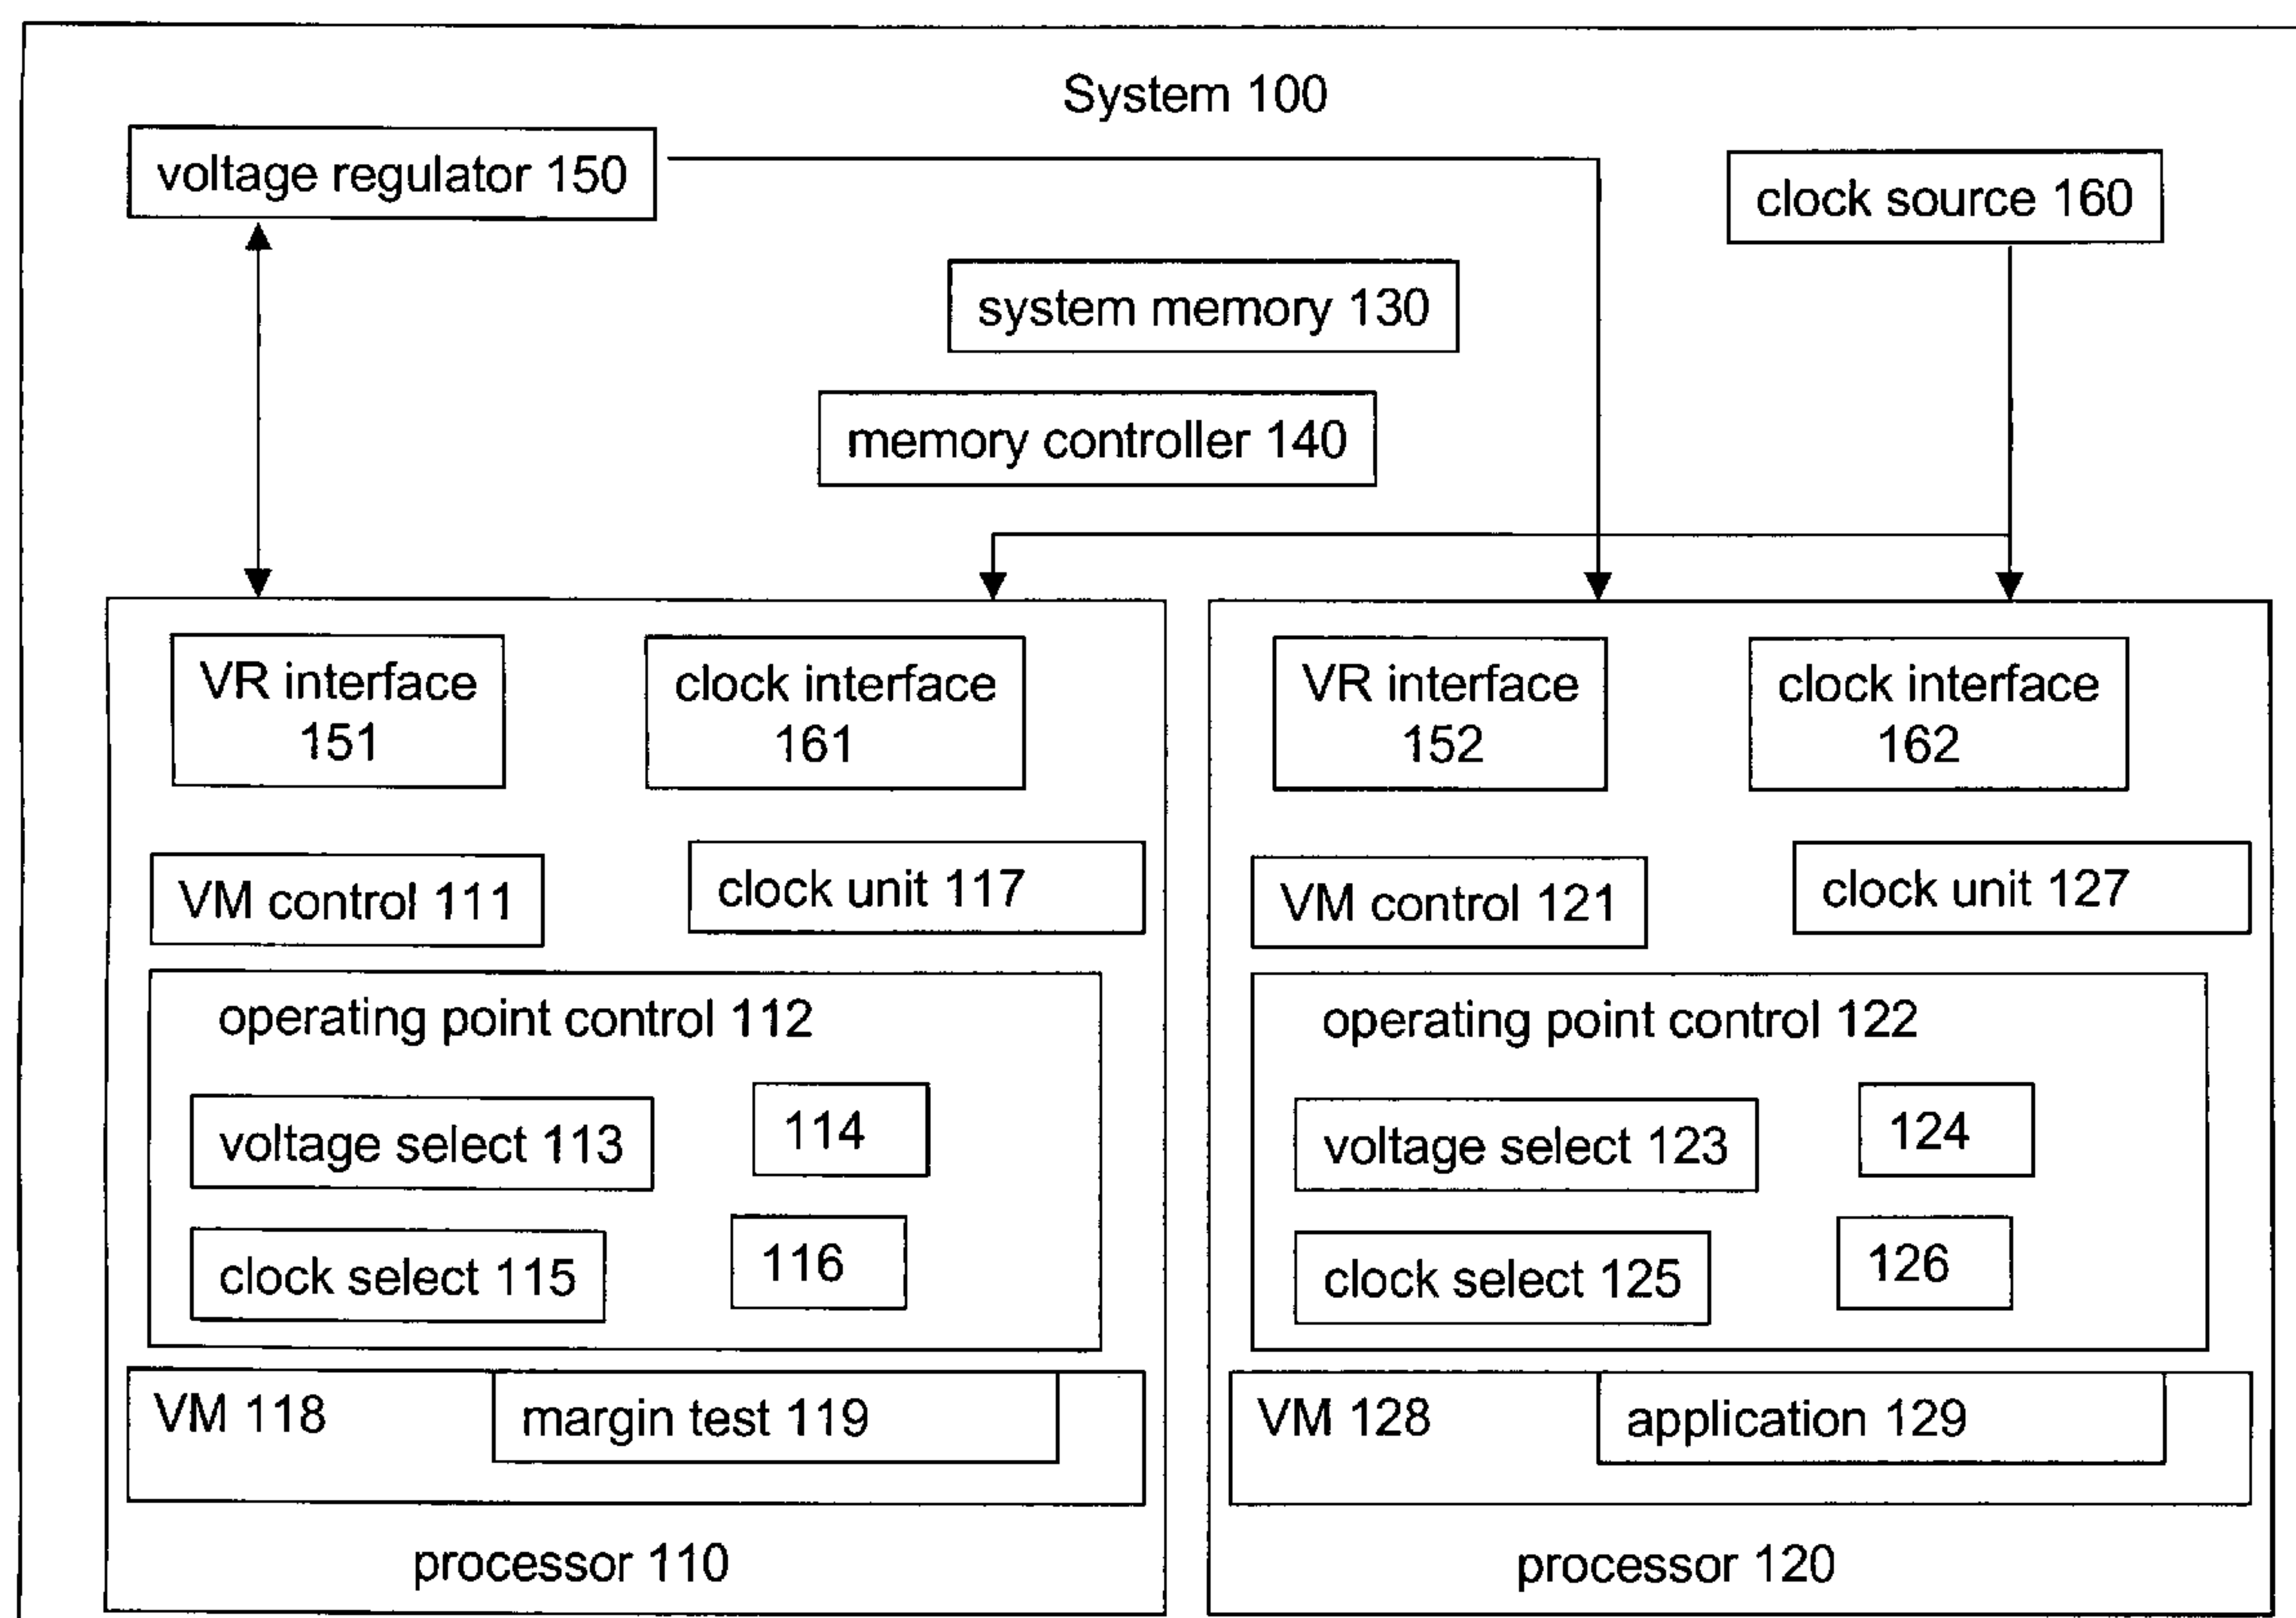 System 100
voltage regulator 150
clock source 160
system memory 130
memory controller 140
VR interface
151
clock interface
161
VM control 111
clock unit 117
operating point control 112
voltage select 113
114
clock select 115
116
VM 118
margin test 119
processor 110
VR interface
152
clock interface
162
VM control 121
clock unit 127
operating point control 122
voltage select 123
124
clock select 125
126
VM 128
application 129
processor 120